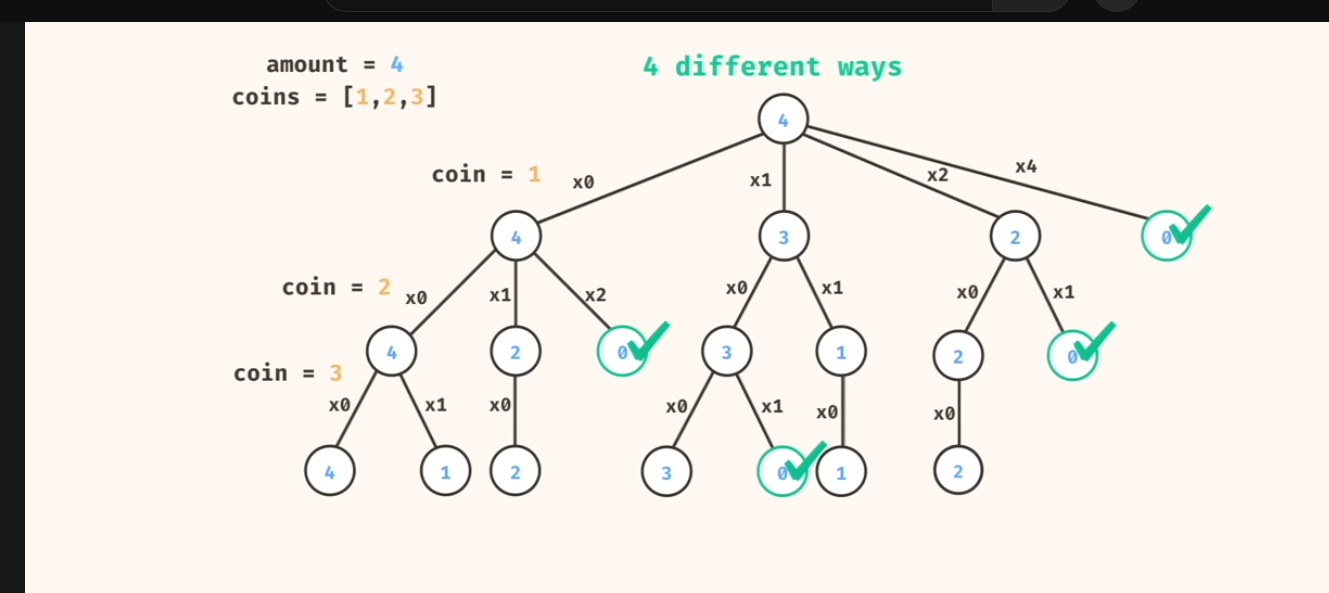 amount = 4
4 different ways
coins = [1,2,3]
4
coin = 1
x0
x1
x2
x4
4
3
2
0
coin = 2
x0
x1
x2
x0
x1
x0
x1
4
2
0
3
1
2
0
coin = 3
x0
x1
x0
x0
x1
x0
x0
4
1
2
3
0
1
2